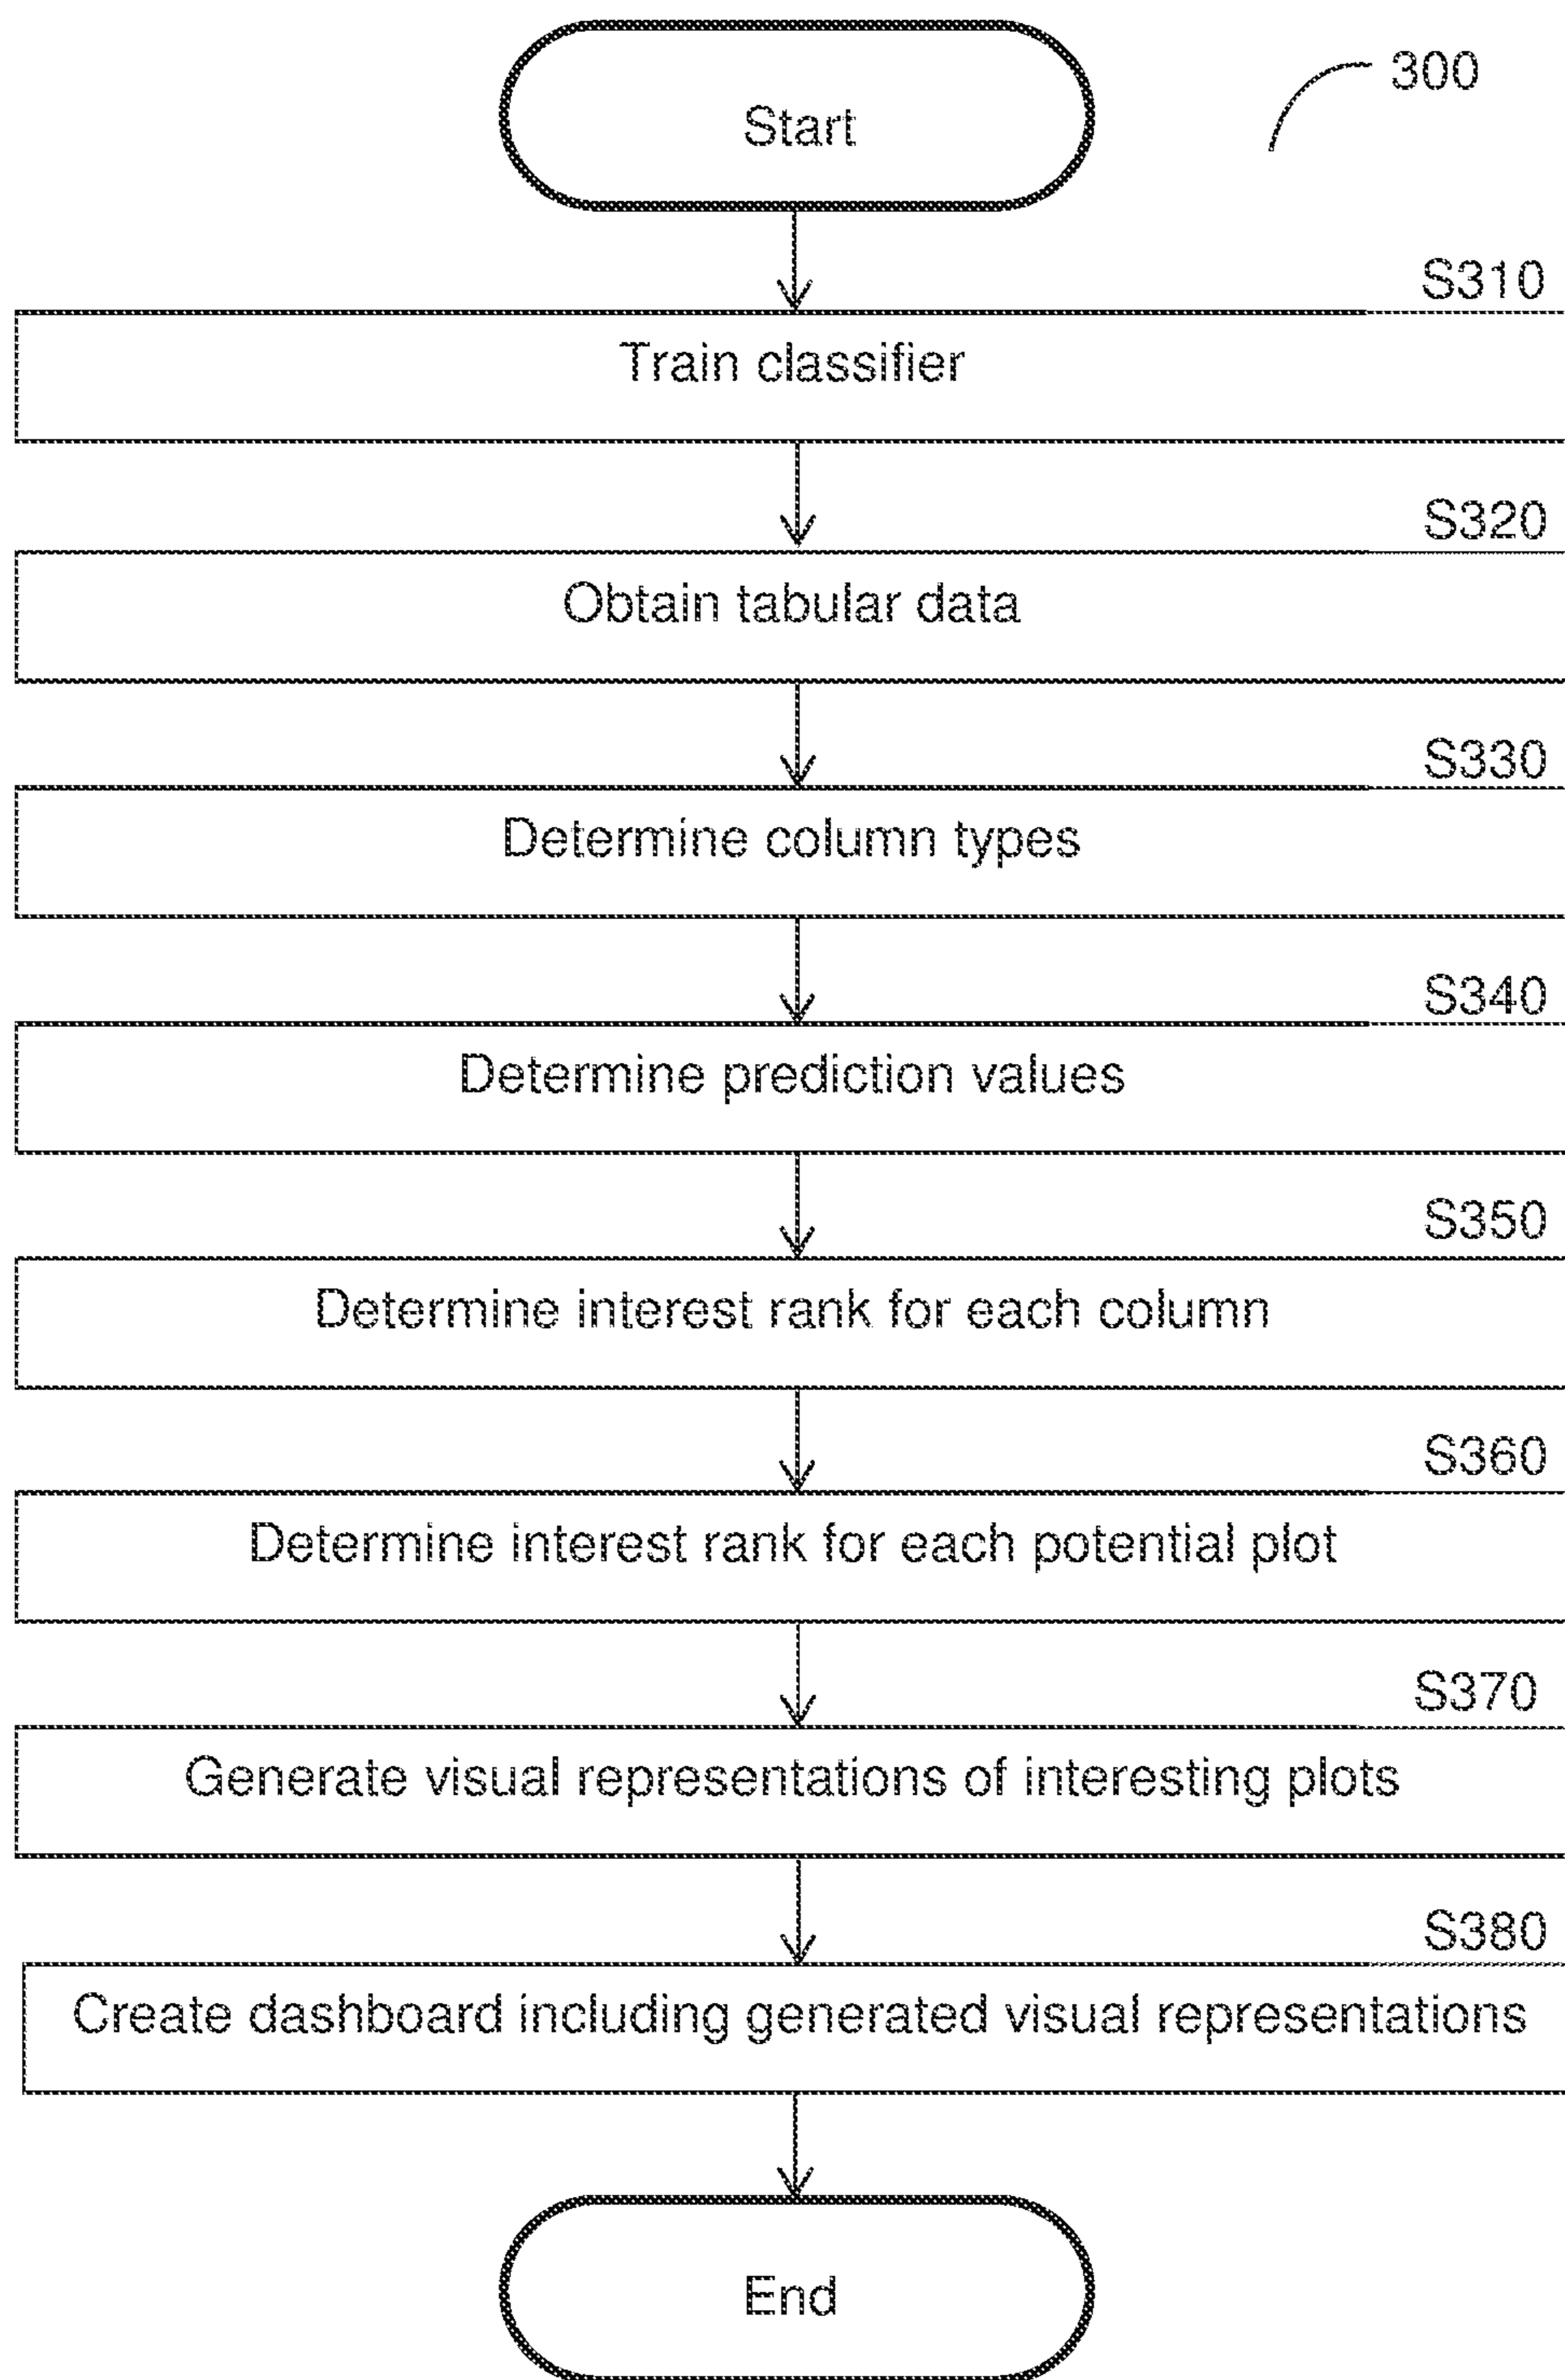 Start
300
S310
Train classifier
S320
Obtain tabular data
S330
Determine column types
S340
Determine prediction values
S350
Determine interest rank for each column
S360
Determine interest rank for each potential plot
S370
Generate visual representations of interesting plots
S380
Create dashboard including generated visual representations
End